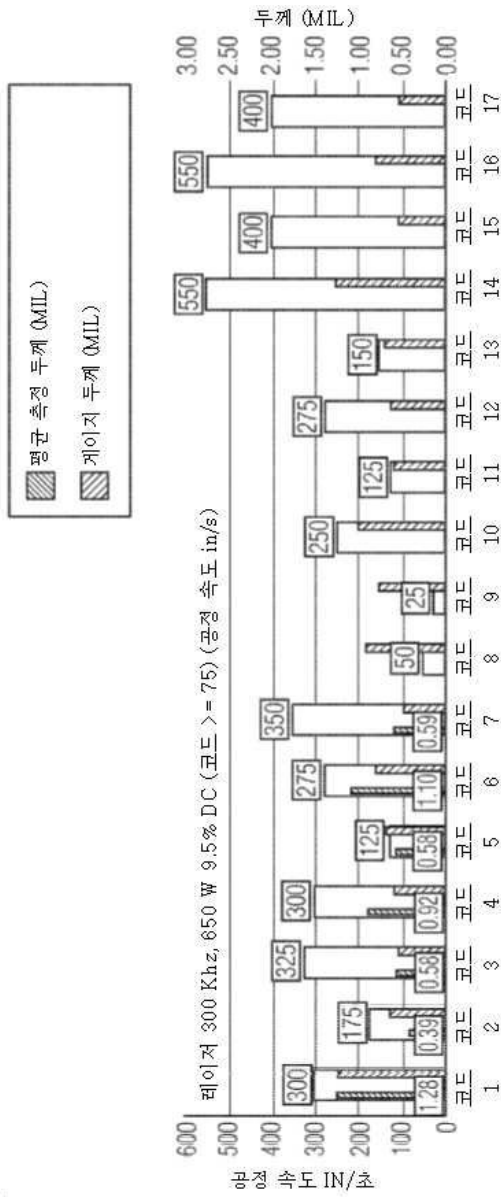 평균 측정 두께 (MIL)
게이지 두께 (MIL)
레이저 300 Khz, 650 W 9.5% DC (코드 >= 75) (공정 속도 in/s)
공정 속도 IN/초
600
500
400
300
200
100
0
두께 (MIL)
3.00
2.50
2.00
1.50
1.00
0.50
0.00
300
175
325
300
125
275
350
50
25
250
125
275
150
550
400
550
400
1.28
0.39
0.58
0.92
0.58
1.10
0.59
코드 1
코드 2
코드 3
코드 4
코드 5
코드 6
코드 7
코드 8
코드 9
코드 10
코드 11
코드 12
코드 13
코드 14
코드 15
코드 16
코드 17